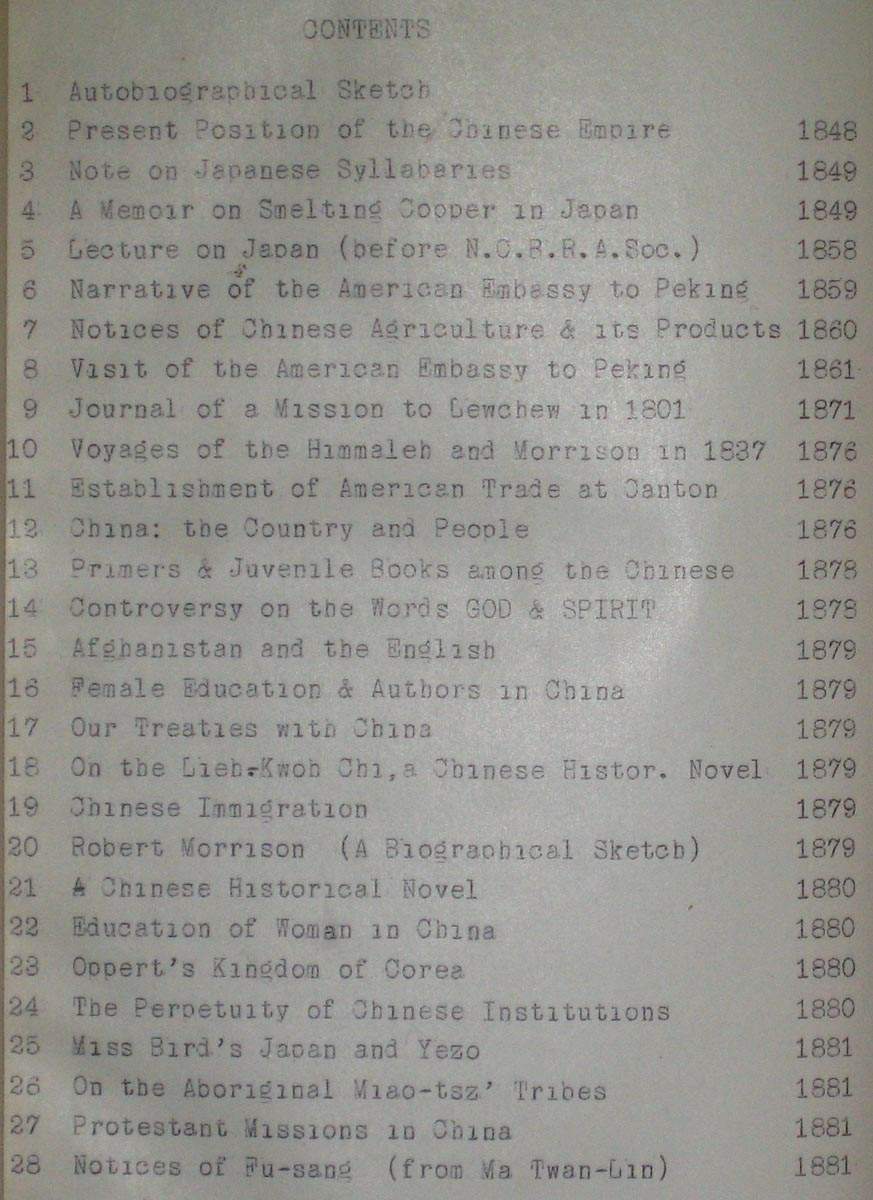 CONTENTS
1 Autobiographical Sketch
2 Present Position of the Chinese Empire 1848
3 Note on Japanese Syllabaries 1849
4 A Memoir on Smelting Copper in Japan 1849
5 Lecture on Japan (before N.C.B.R.A.Soc.) 1858
6 Narrative of the American Embassy to Peking 1859
7 Notices of Chinese Agriculture & its Products 1860
8 Visit of the American Embassy to Peking 1861
9 Journal of a Mission to Lewchew in 1801 1871
10 Voyages of the Himmaleh and Morrison in 1837 1876
11 Establishment of American Trade at Canton 1876
12 China: the Country and People 1876
13 Primers & Juvenile Books among the Chinese 1878
14 Controversy on the Words GOD & SPIRIT 1878
15 Afghanistan and the English 1879
16 Female Education & Authors in China 1879
17 Our Treaties with China 1879
18 On the Lieh-Kwoh Chi,a Chinese Histor. Novel 1879
19 Chinese Immigration 1879
20 Robert Morrison (A Biographical Sketch) 1879
21 A Chinese Historical Novel 1880
22 Education of Woman in China 1880
23 Oppert's Kingdom of Corea 1880
24 The Perpetuity of Chinese Institutions 1880
25 Miss Bird's Japan and Yezo 1881
26 On the Aboriginal Miao-tsz' Tribes 1881
27 Protestant Missions in China 1881
28 Notices of Fu-sang (from Ma Twan-Lin) 1881